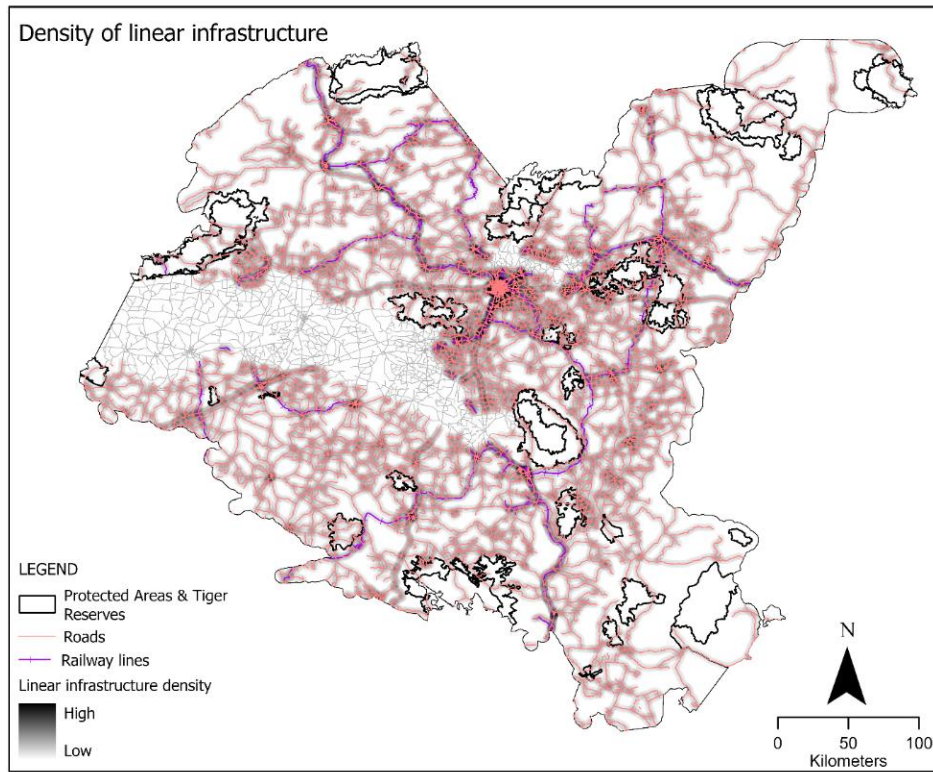 Density of linear infrastructure
LEGEND
Protected Areas & Tiger
Reserves
Roads
Railway lines
Linear infrastructure density
High
Low
N
0 50 100
Kilometers